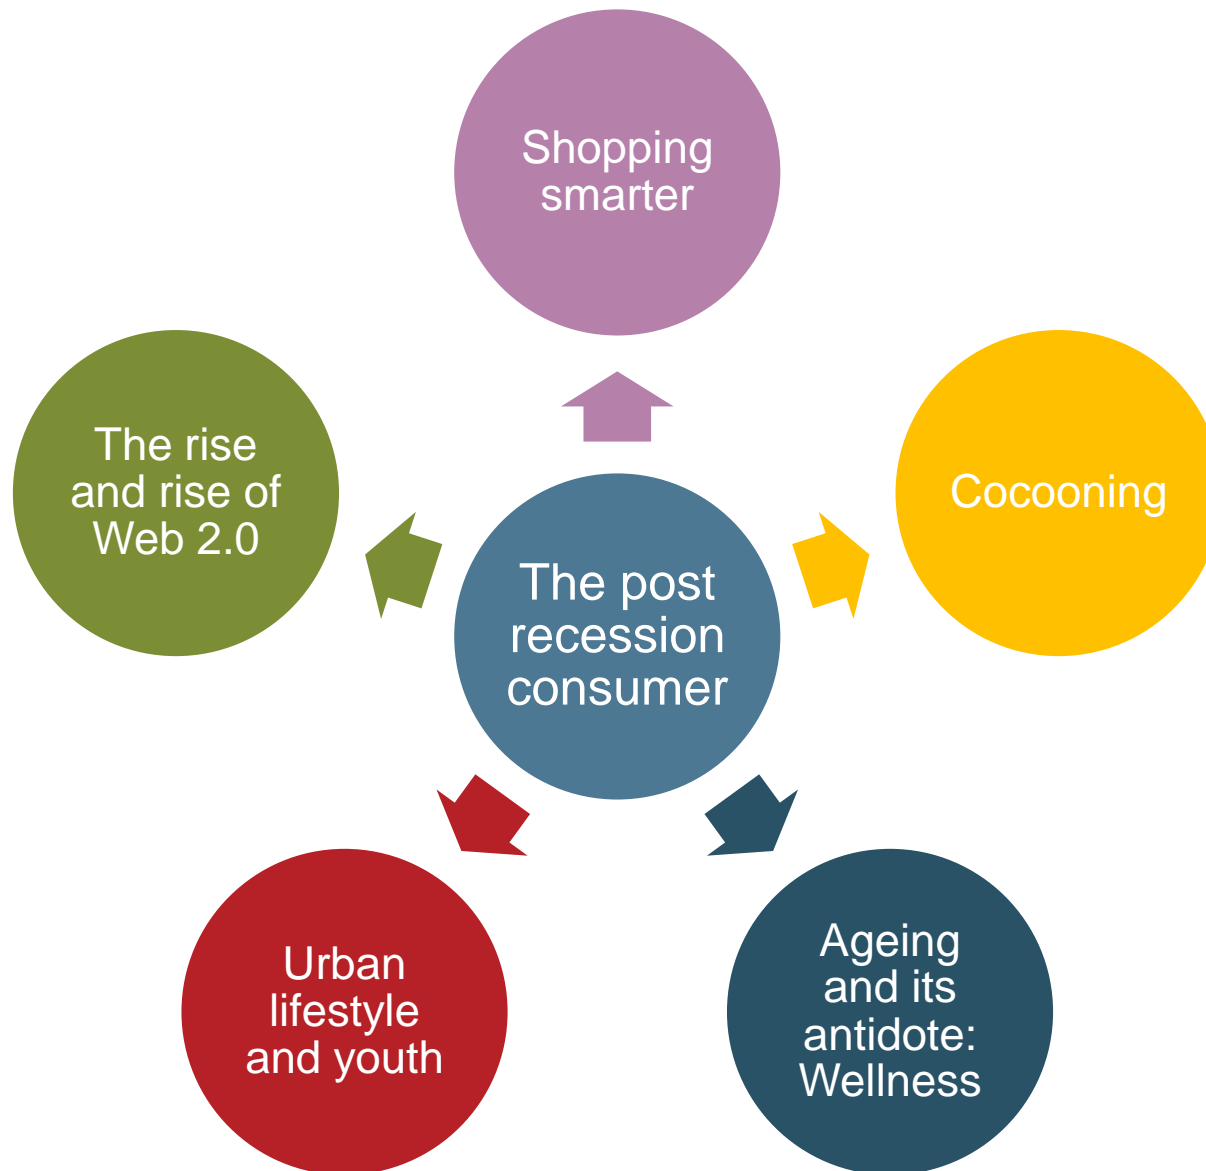 Shopping
smarter
The rise
and rise of
Web 2.0
Cocooning
The post
recession
consumer
Urban
lifestyle
and youth
Ageing
and its
antidote:
Wellness